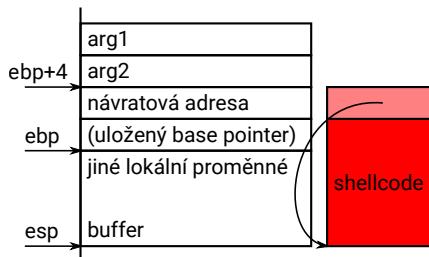 arg1
ebp+4
arg2
návratová adresa
ebp
(uložený base pointer)
jiné lokální proměnné
shellcode
esp
buffer